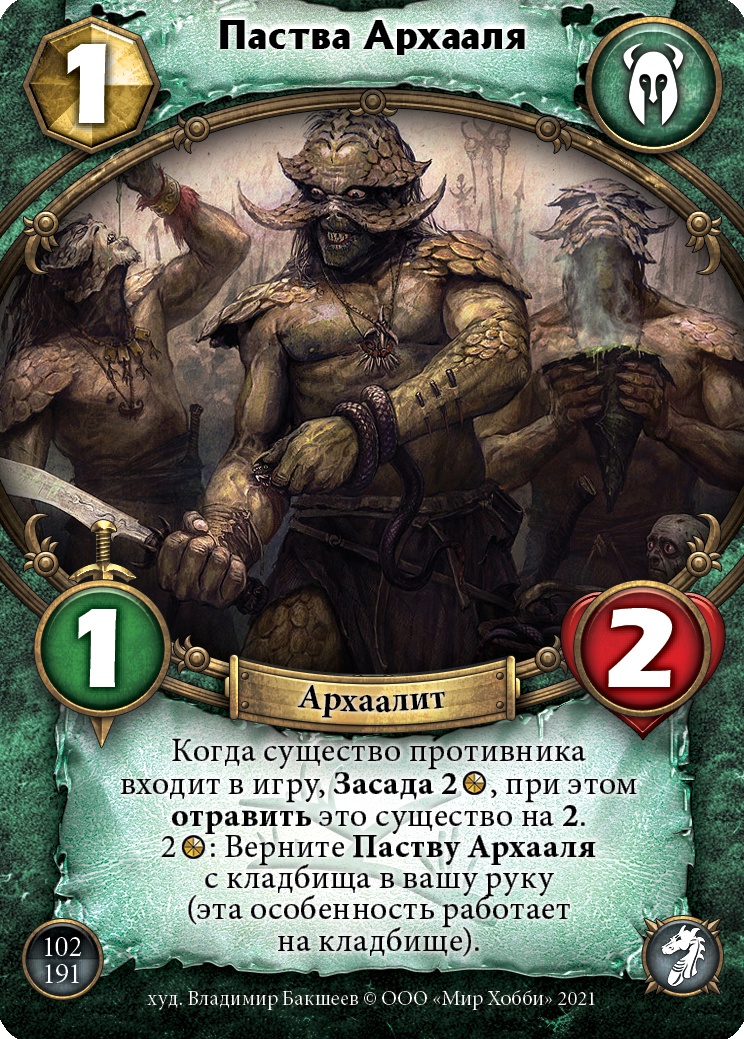 1
Паства Архааля
1
2
Архаалит
Когда существо противника
входит в игру, Засада 2 , при этом
отравить это существо на 2.
2 : Верните Паству Архааля
с кладбища в вашу руку
(эта особенность работает
на кладбище).
102
191
худ. Владимир Бакшеев © ООО «Мир Хобби» 2021